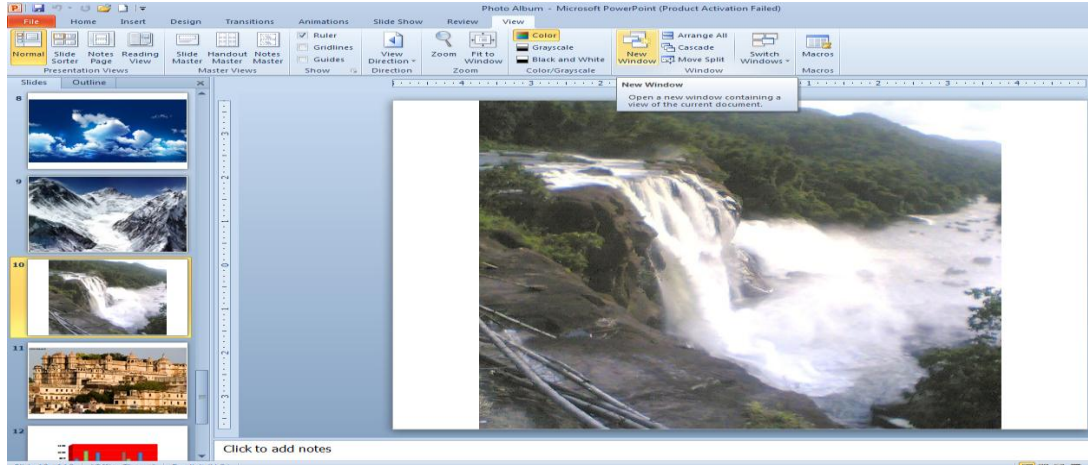 Photo Album - Microsoft PowerPoint (Product Activation Failed)
File Home Insert Design Transitions Animations Slide Show Review View
Normal
Slide Sorter
Notes Page
Reading View
Presentation Views
Slide Master
Handout Master
Notes Master
Master Views
Ruler
Gridlines
Guides
Show
View Direction
Direction
Zoom
Fit to Window
Zoom
Color
Grayscale
Black and White
Color/Grayscale
New Window
Arrange All
Cascade
Move Split
Switch Windows
Window
Macros
Macros
New Window
Open a new window containing a
view of the current document.
Slides Outline
8
9
10
11
12
Click to add notes